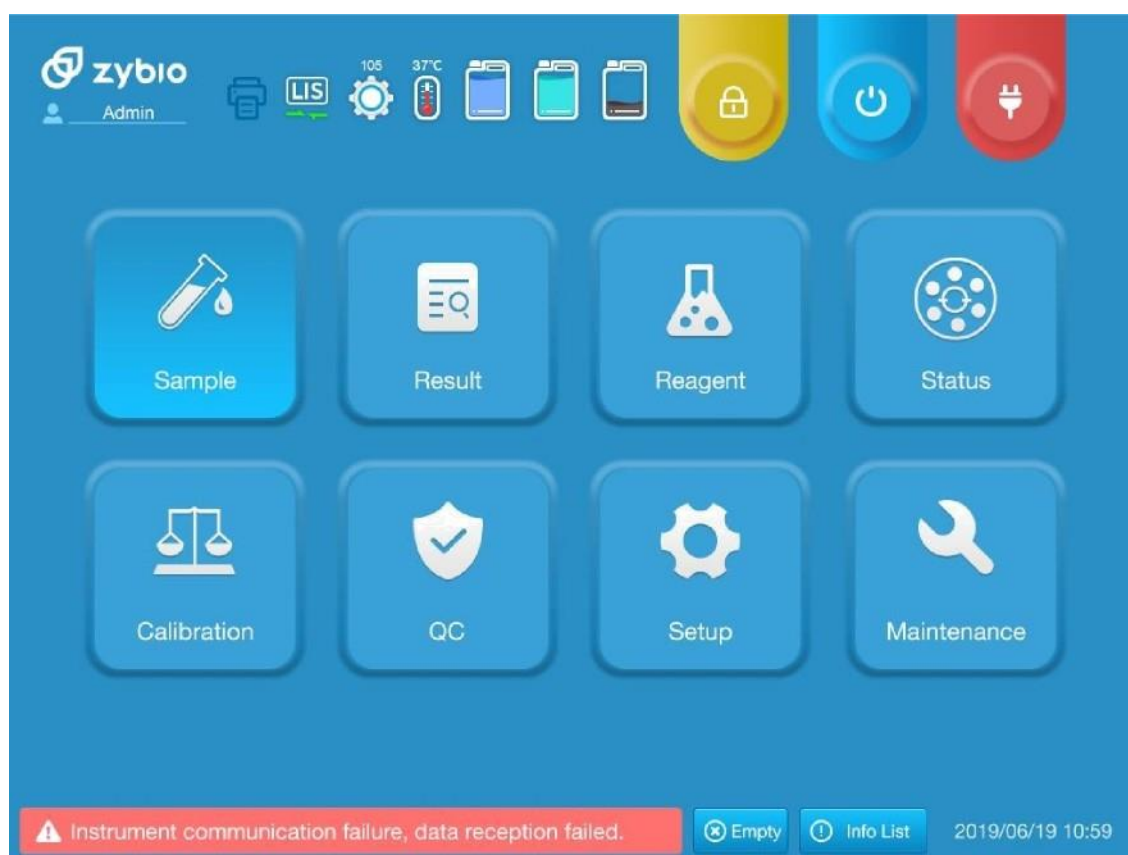 zybio
Admin
LIS
105
37℃
Sample
Result
Reagent
Status
Calibration
QC
Setup
Maintenance
Instrument communication failure, data reception failed.
Empty
Info List
2019/06/19 10:59